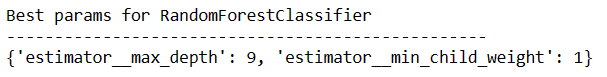 Best params for RandomForestClassifier
--------------------------------------------------
{'estimator__max_depth': 9, 'estimator__min_child_weight': 1}